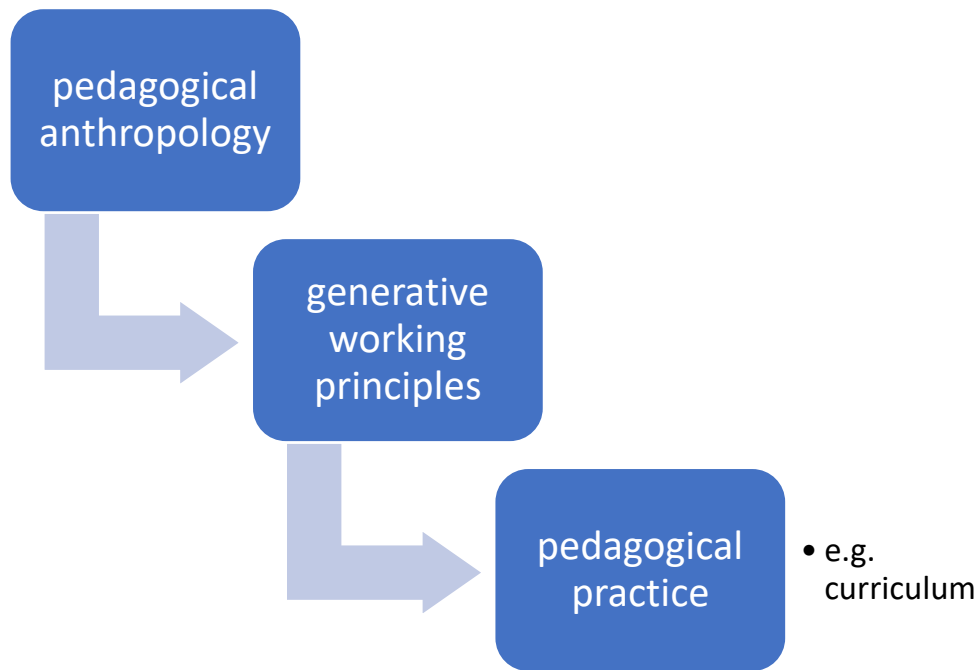 pedagogical
anthropology
generative
working
principles
pedagogical
practice
• e.g.
curriculum